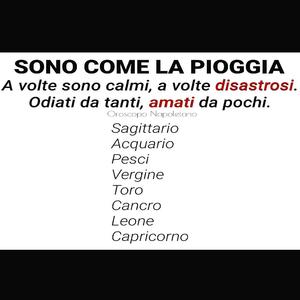 SONO COME LA PIOGGIA
A volte sono calmi, a volte disastrosi.
Odiati da tanti, amati da pochi.
Oroscopo Napoletano
Sagittario
Acquario
Pesci
Vergine
Toro
Cancro
Leone
Capricorno